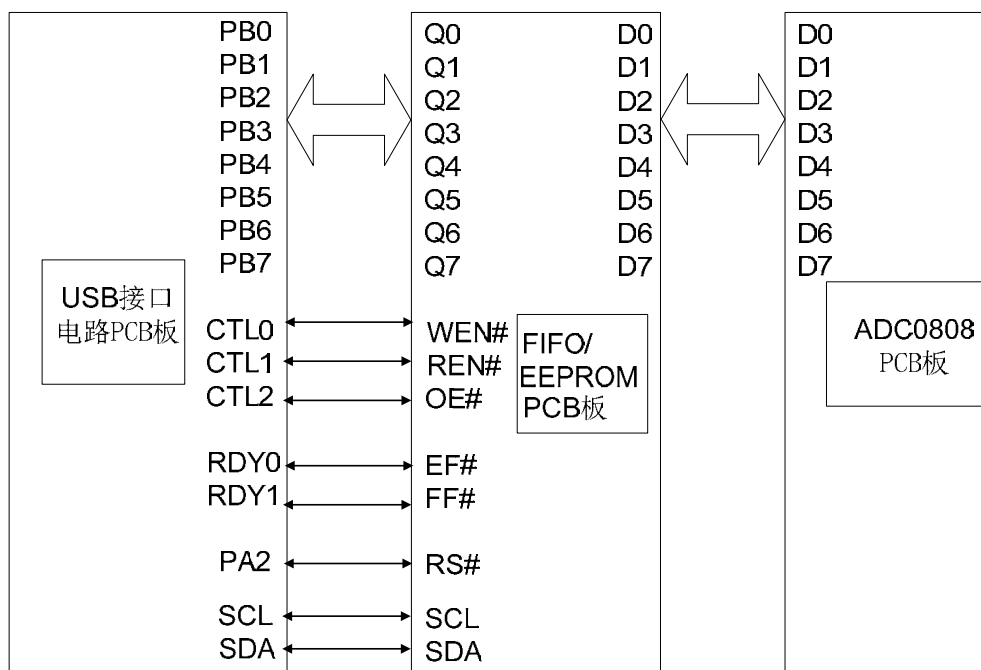 PB0
PB1
PB2
PB3
PB4
PB5
PB6
PB7
USB接口
电路PCB板
CTL0
CTL1
CTL2
RDY0
RDY1
PA2
SCL
SDA
Q0
Q1
Q2
Q3
Q4
Q5
Q6
Q7
WEN#
REN#
OE#
EF#
FF#
RS#
SCL
SDA
D0
D1
D2
D3
D4
D5
D6
D7
FIFO/
EEPROM
PCB板
D0
D1
D2
D3
D4
D5
D6
D7
ADC0808
PCB板